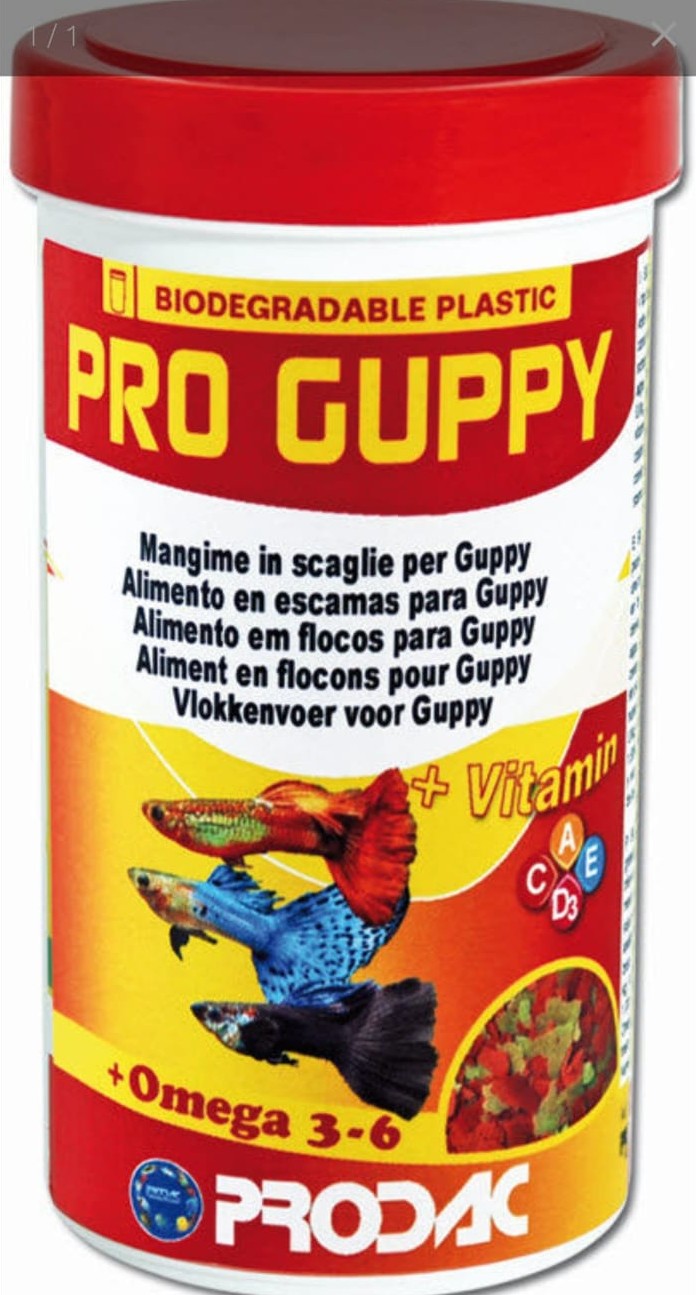 1 / 1
BIODEGRADABLE PLASTIC
PRO GUPPY
Mangime in scaglie per Guppy
Alimento en escamas para Guppy
Alimento em flocos para Guppy
Aliment en flocons pour Guppy
Vlokkenvoer voor Guppy
+ Vitamin
A
C E
D3
+Omega 3-6
PRODAC